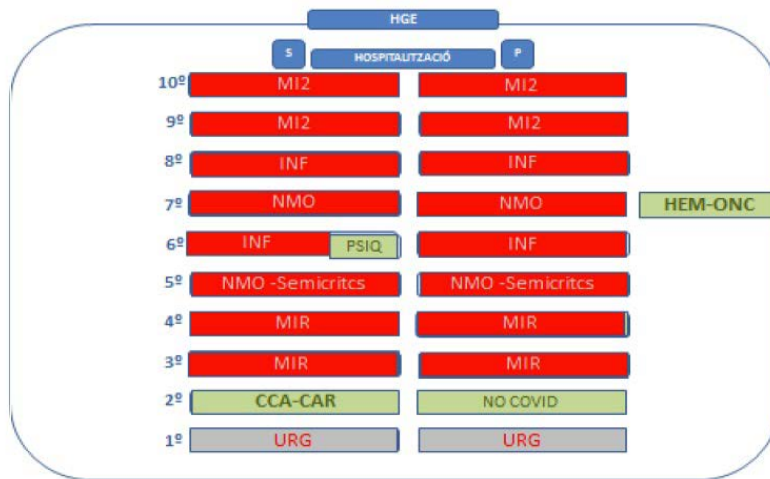 HGE
S HOSPITALITZACIÓ P
10º MI2 MI2
9º MI2 MI2
8º INF INF
7º NMO NMO HEM-ONC
6º INF PSIQ INF
5º NMO -Semicritcs NMO -Semicritcs
4º MIR MIR
3º MIR MIR
2º CCA-CAR NO COVID
1º URG URG